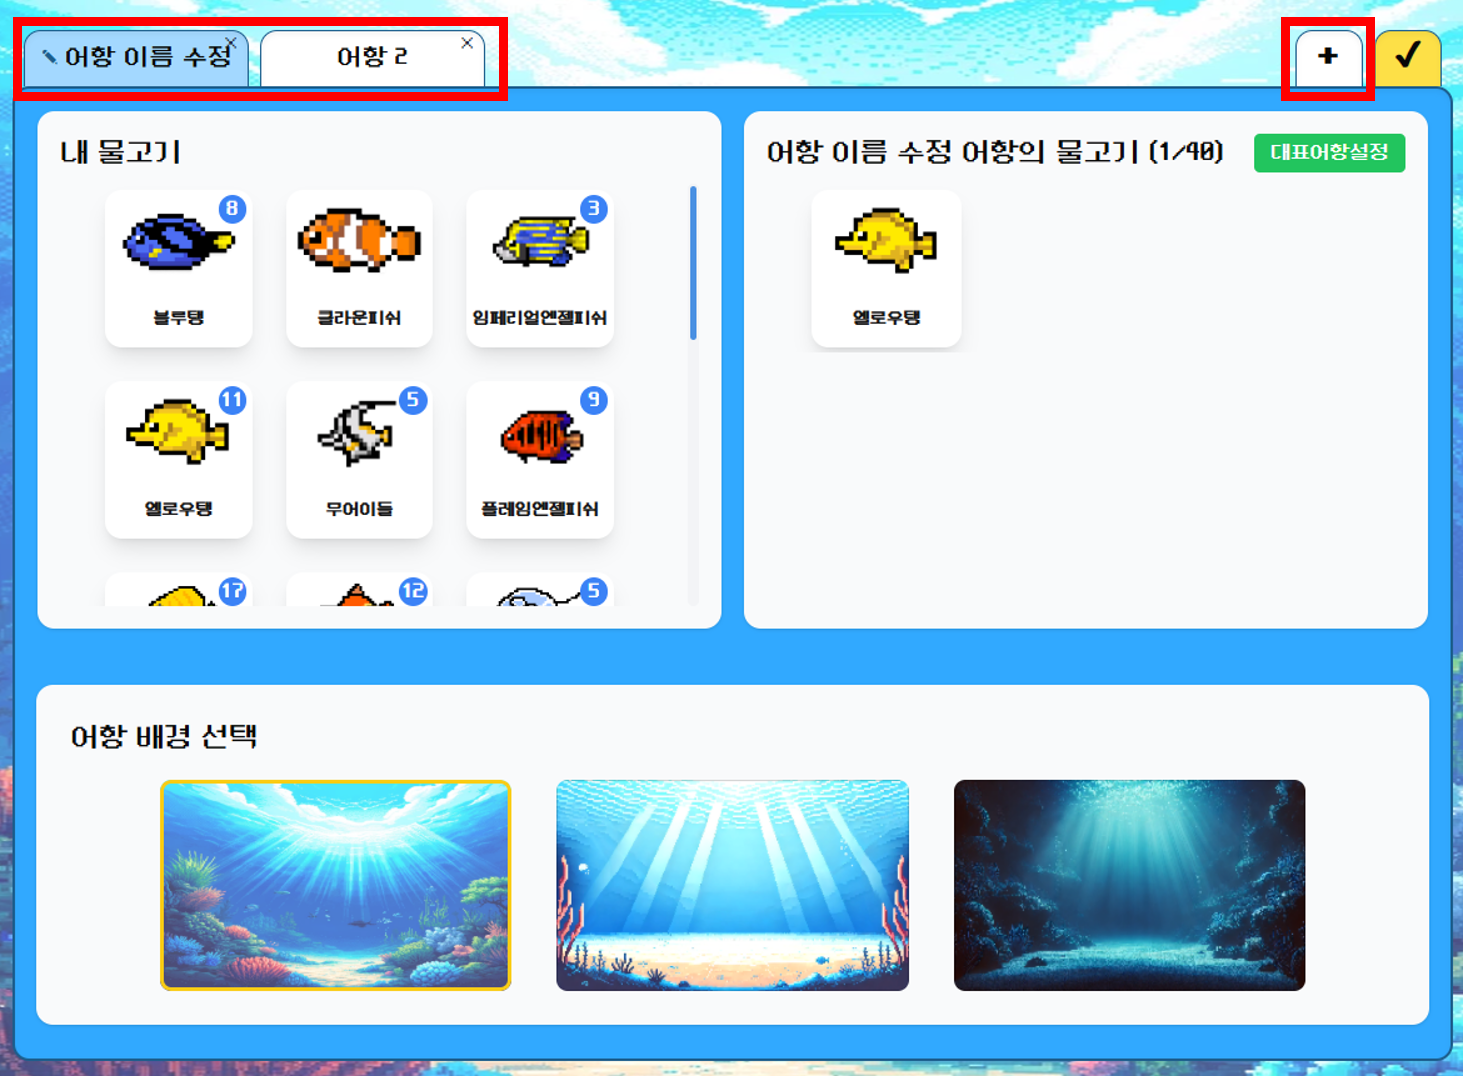 어항 이름 수정 ×
어항 2 ×
+
내 물고기
8
3
블루탱
클라운피쉬
임페리얼엔젤피쉬
11
5
9
옐로우탱
무어이돌
플레임엔젤피쉬
17
12
5
어항 이름 수정 어항의 물고기 (1/40)
대표어항설정
옐로우탱
어항 배경 선택